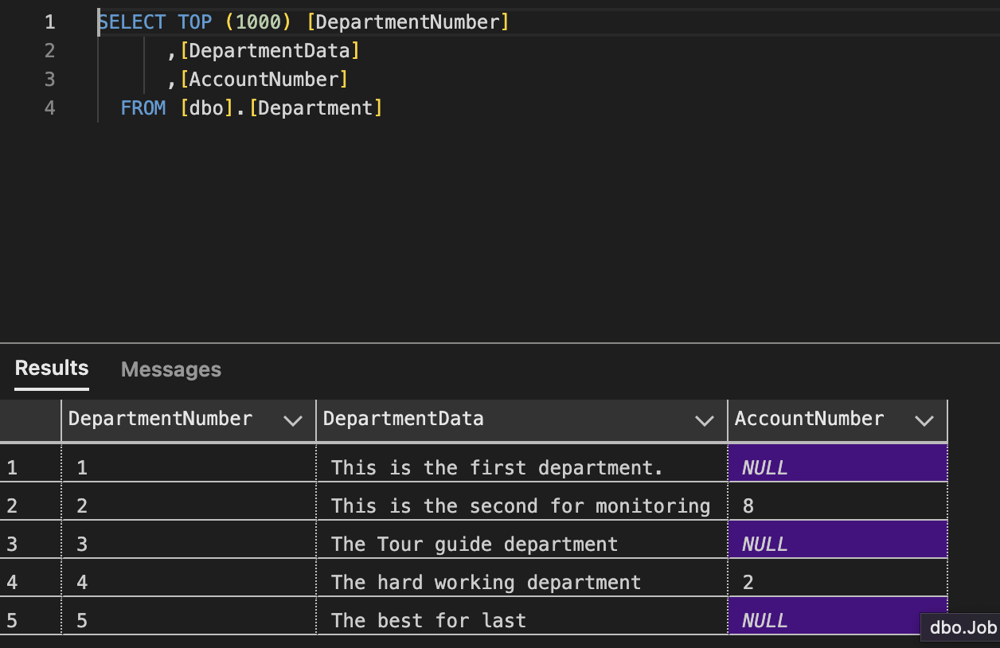 1 SELECT TOP (1000) [DepartmentNumber]
2 ,[DepartmentData]
3 ,[AccountNumber]
4 FROM [dbo].[Department]
Results Messages
DepartmentNumber DepartmentData AccountNumber
1 1 This is the first department. NULL
2 2 This is the second for monitoring 8
3 3 The Tour guide department NULL
4 4 The hard working department 2
5 5 The best for last NULL
dbo.Job